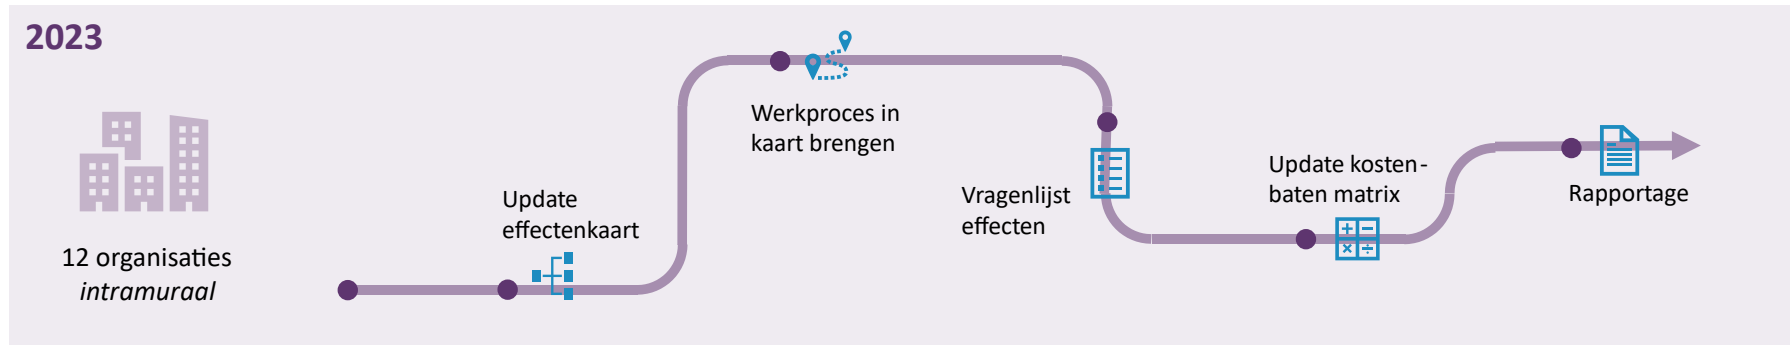 2023
12 organisaties
intramuraal
Update
effectenkaart
Werkproces in
kaart brengen
Vragenlijst
effecten
Update kosten-
baten matrix
Rapportage